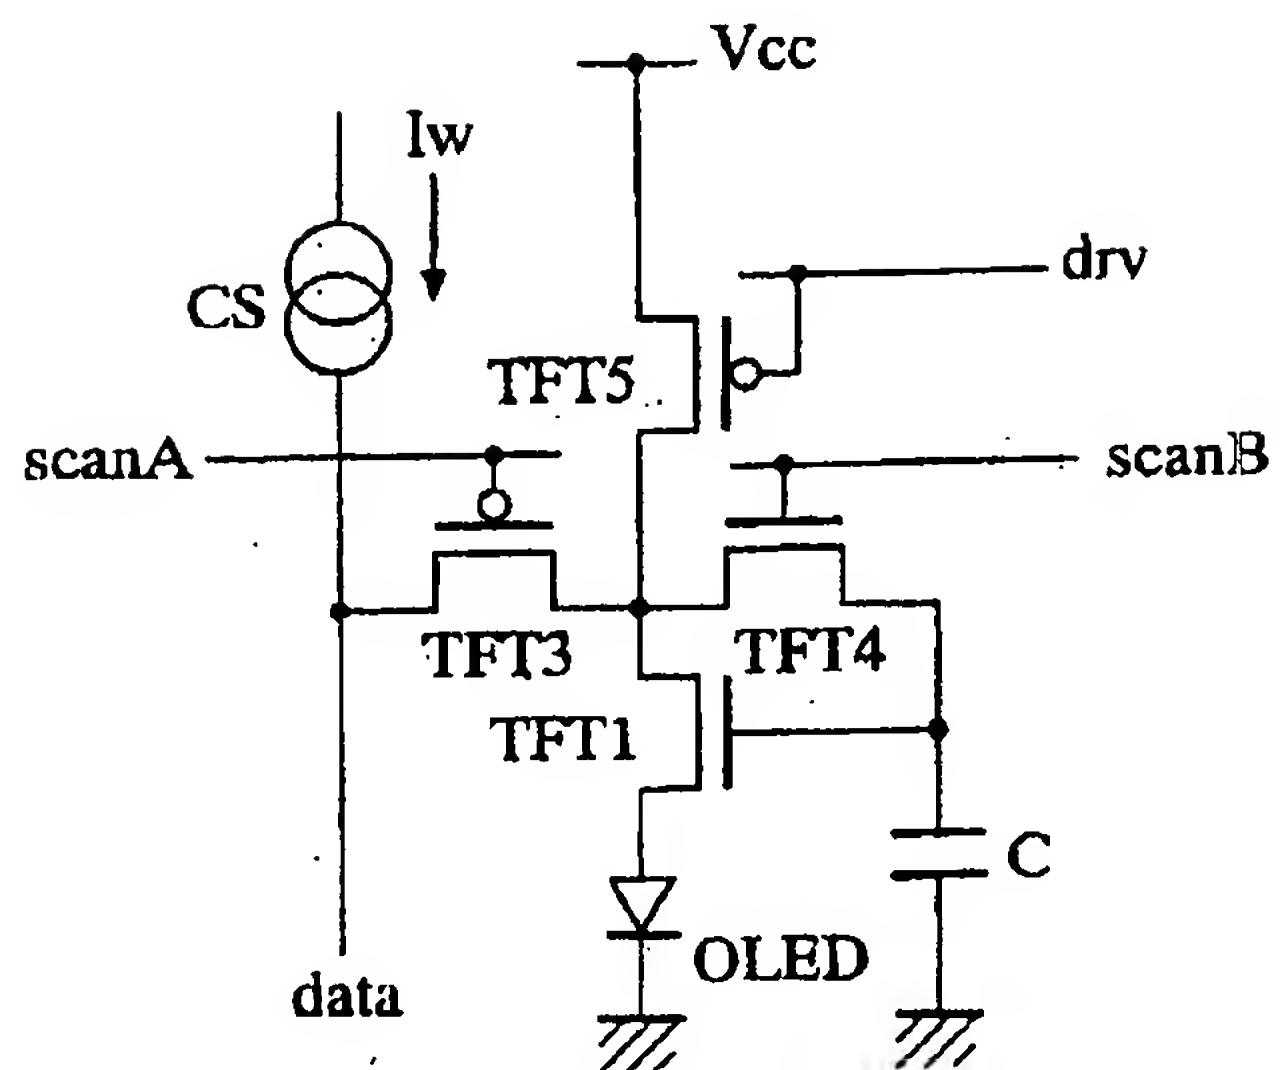 Vcc
Iw
drv
CS
TFT5
scanA
scanB
TFT3
TFT4
TFT1
C
OLED
data